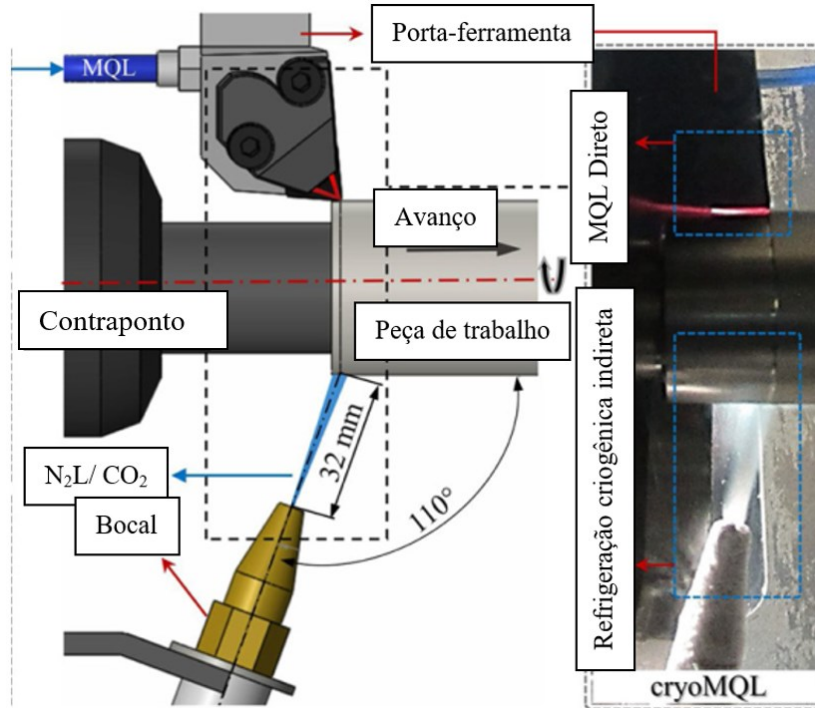 Porta-ferramenta
MQL
MQL Direto
Avanço
Contraponto
Peça de trabalho
32 mm
N₂L/ CO₂
110°
Bocal
Refrigeração criogênica indireta
cryoMQL